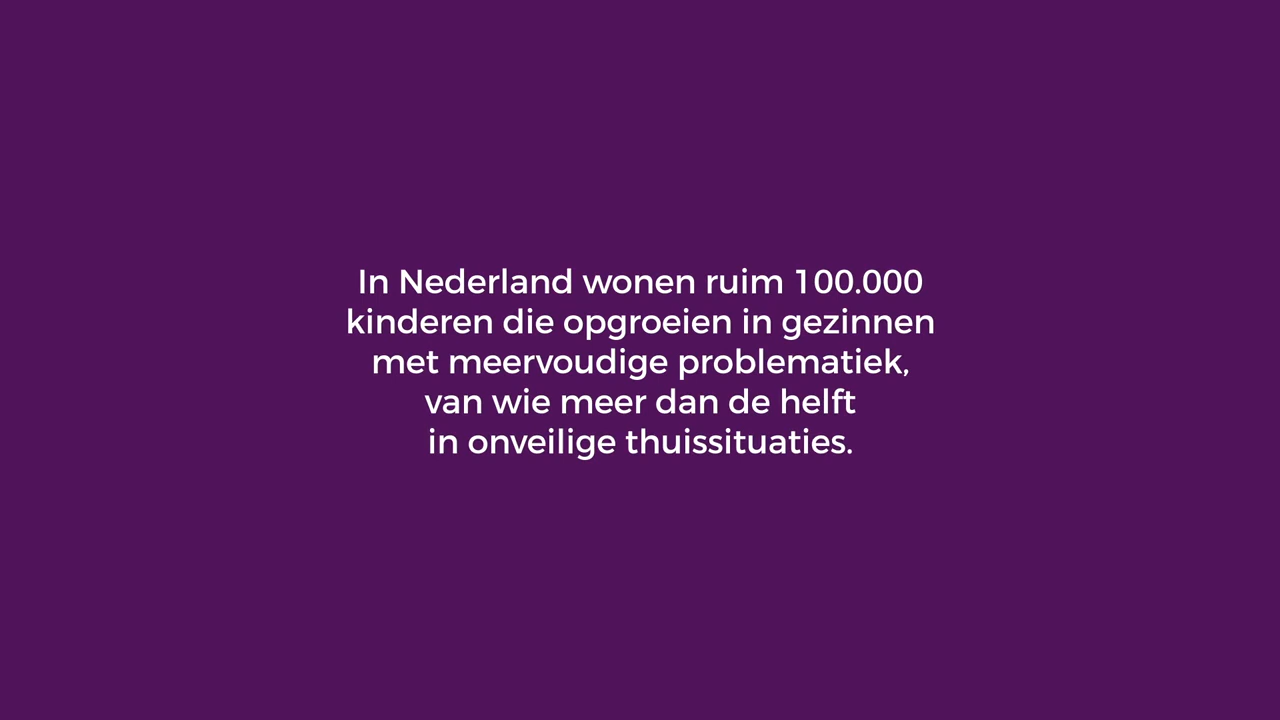 In Nederland wonen ruim 100.000
kinderen die opgroeien in gezinnen
met meervoudige problematiek,
van wie meer dan de helft
in onveilige thuissituaties.